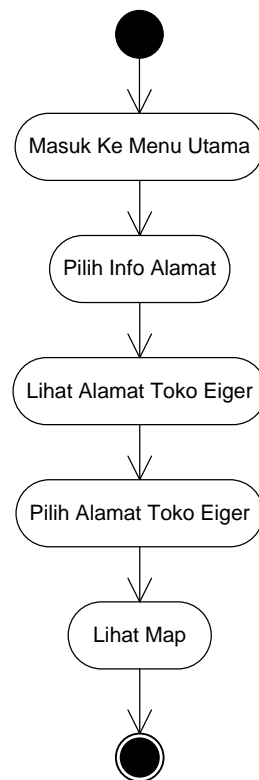 Masuk Ke Menu Utama
Pilih Info Alamat
Lihat Alamat Toko Eiger
Pilih Alamat Toko Eiger
Lihat Map